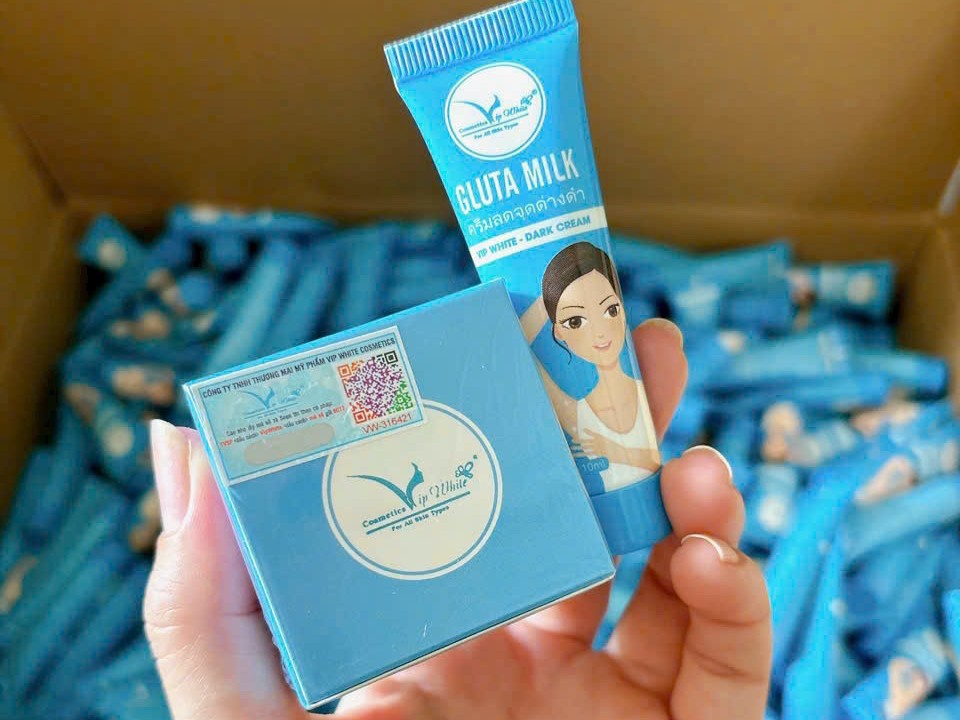 Cosmetics Vip White ®
For All Skin Types
GLUTA MILK
ครีมลดจุดด่างดำ
VIP WHITE - DARK CREAM
10ml
CÔNG TY TNHH THƯƠNG MẠI MỸ PHẨM VIP WHITE COSMETICS
VW-316421
Cosmetics Vip White ®
For All Skin Types